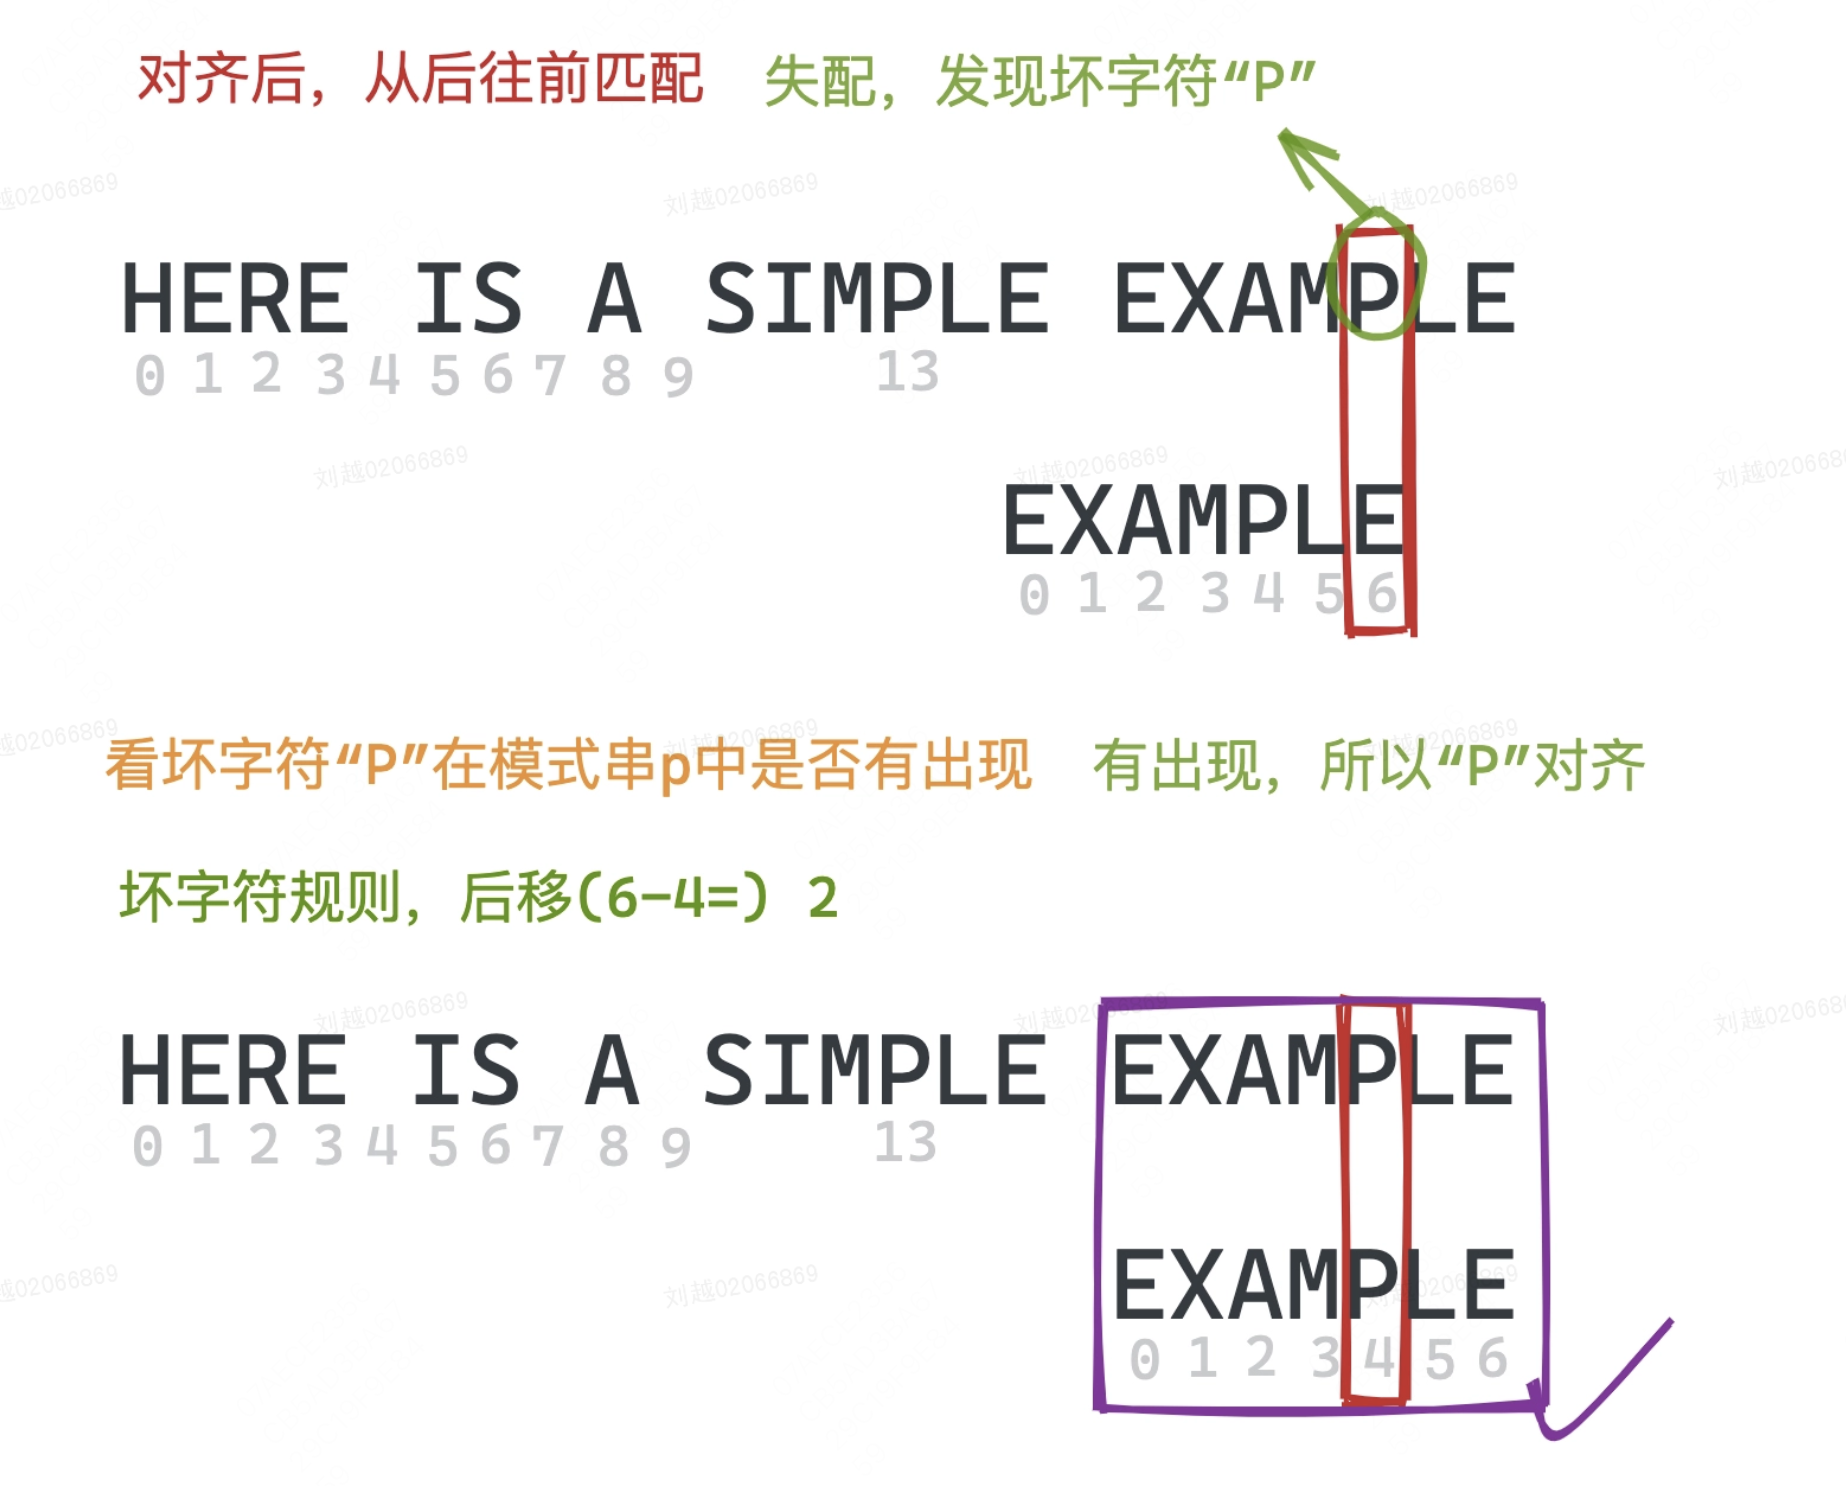 对齐后，从后往前匹配 失配，发现坏字符“P”
HERE IS A SIMPLE EXAMPLE
0 1 2 3 4 5 6 7 8 9 13
EXAMPLE
0 1 2 3 4 5 6
看坏字符“P”在模式串p中是否有出现 有出现，所以“P”对齐
坏字符规则，后移(6-4=) 2
HERE IS A SIMPLE EXAMPLE
0 1 2 3 4 5 6 7 8 9 13
EXAMPLE
0 1 2 3 4 5 6
刘越02066869